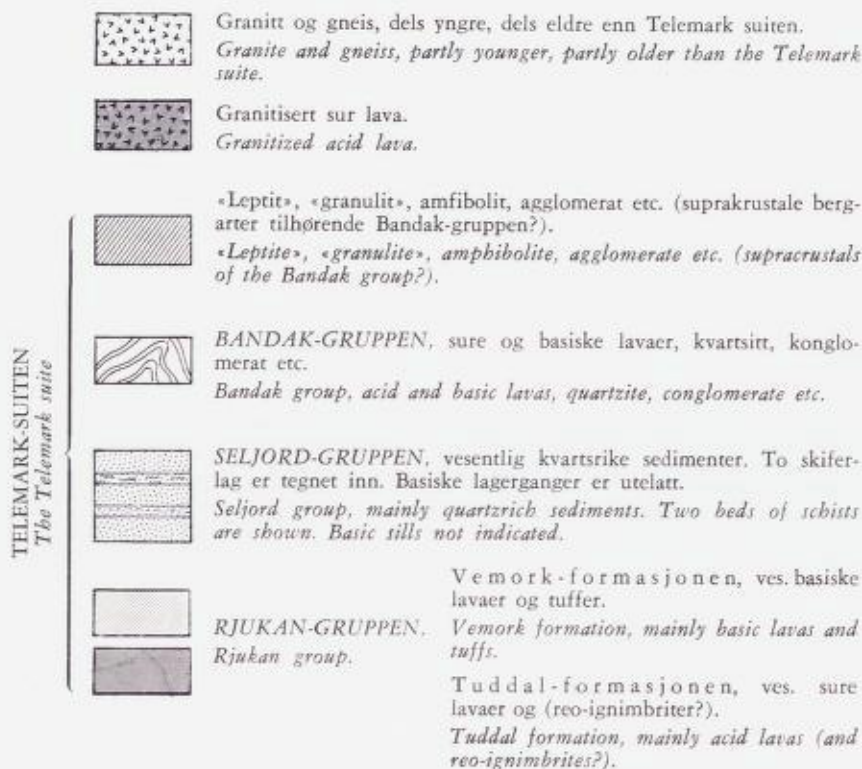 Granitt og gneis, dels yngre, dels eldre enn Telemark suiten.
Granite and gneiss, partly younger, partly older than the Telemark
suite.
Granitisert sur lava.
Granitized acid lava.
TELEMARK-SUITEN
The Telemark suite
«Leptit», «granulit», amfibolit, agglomerat etc. (suprakrustale berg-
arter tilhørende Bandak-gruppen?).
«Leptite», «granulite», amphibolite, agglomerate etc. (supracrustals
of the Bandak group?).
BANDAK-GRUPPEN, sure og basiske lavaer, kvartsitt, konglo-
merat etc.
Bandak group, acid and basic lavas, quartzite, conglomerate etc.
SELJORD-GRUPPEN, vesentlig kvartsrike sedimenter. To skifer-
lag er tegnet inn. Basiske lagerganger er utelatt.
Seljord group, mainly quartzrich sediments. Two beds of schists
are shown. Basic sills not indicated.
RJUKAN-GRUPPEN.
Rjukan group.
Vemork-formasjonen, ves. basiske
lavaer og tuffer.
Vemork formation, mainly basic lavas and
tuffs.
Tuddal-formasjonen, ves. sure
lavaer og (reo-ignimbriter?).
Tuddal formation, mainly acid lavas (and
reo-ignimbrites?).